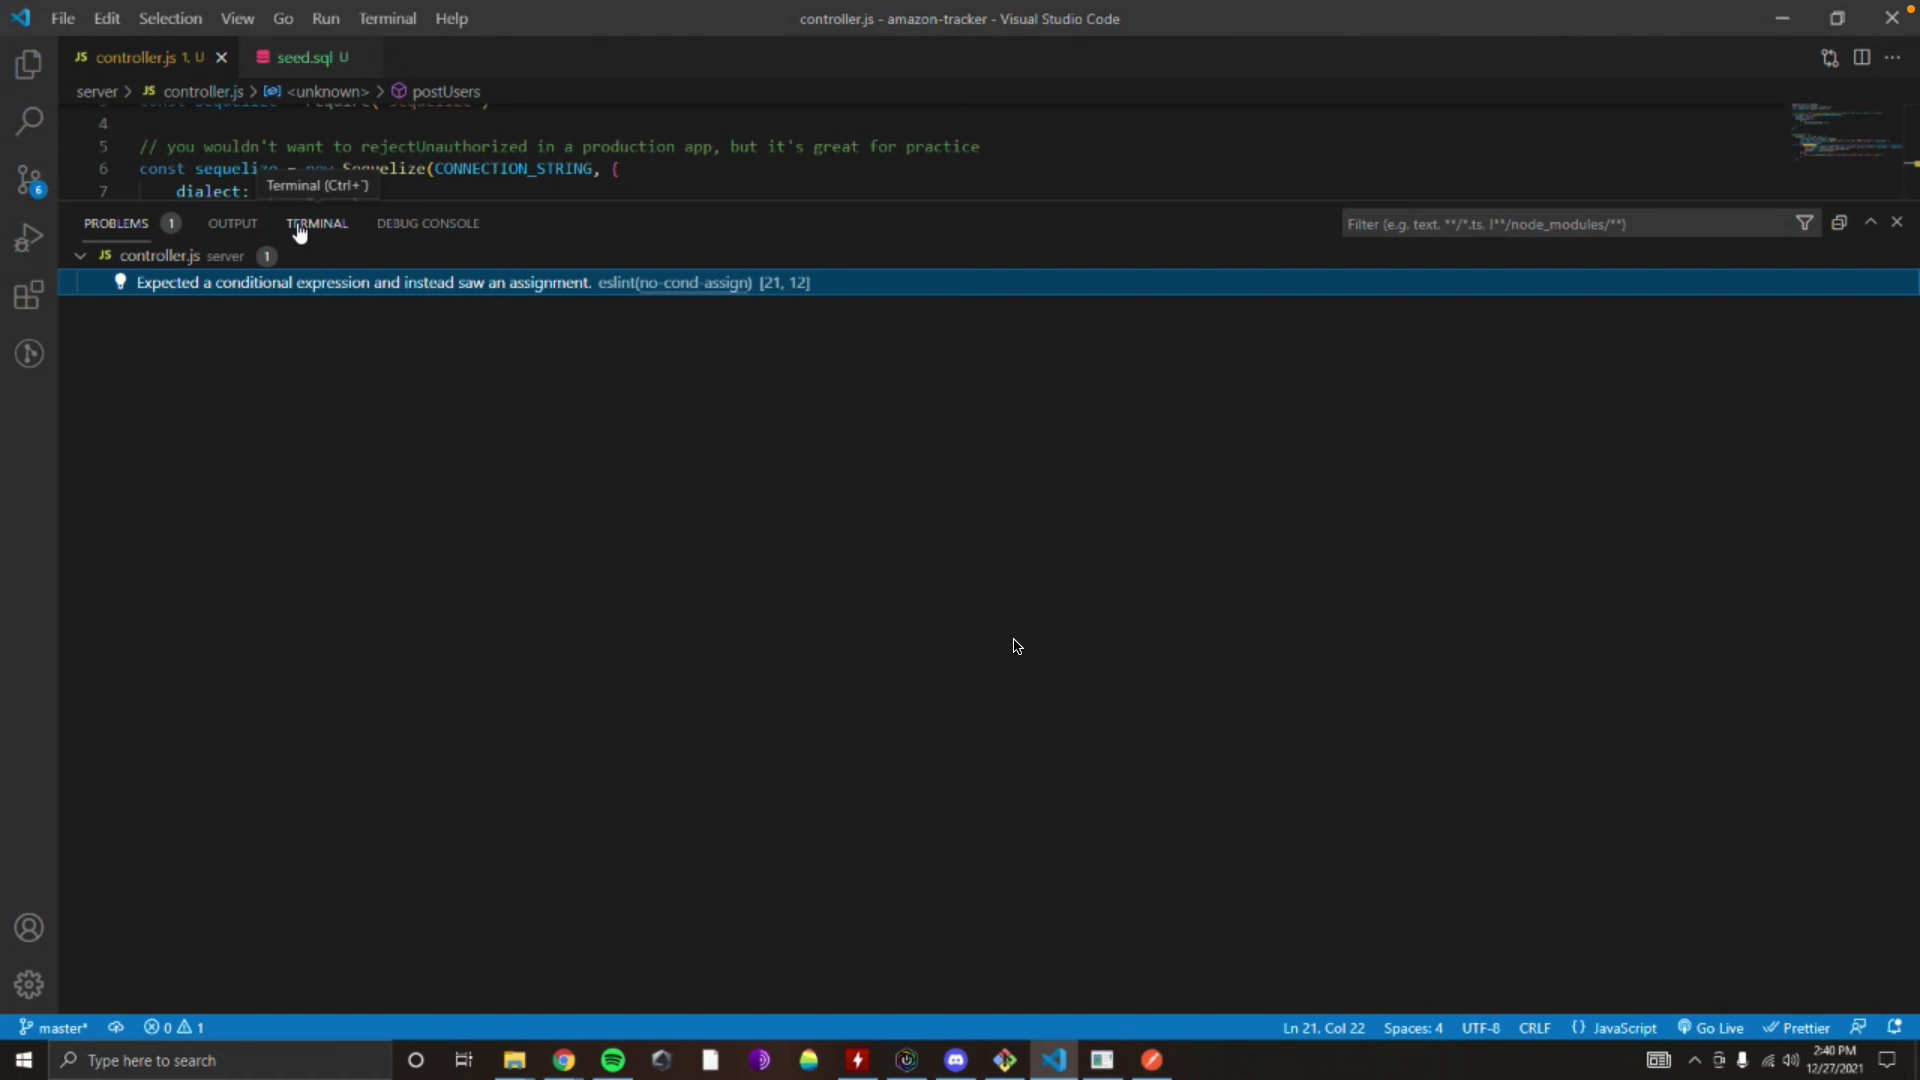 File Edit Selection View Go Run Terminal Help controller.js - amazon-tracker - Visual Studio Code
JS controller.js 1, U seed.sql U
server > JS controller.js > <unknown> > postUsers
4
5 // you wouldn't want to rejectUnauthorized in a production app, but it's great for practice
6 const sequelize = new Sequelize(CONNECTION_STRING, {
Terminal (Ctrl+`)
7 dialect:
PROBLEMS 1 OUTPUT TERMINAL DEBUG CONSOLE Filter (e.g. text, **/*.ts, !**/node_modules/**)
JS controller.js server 1
Expected a conditional expression and instead saw an assignment. eslint(no-cond-assign) [21, 12]
6
master* 0 1 Ln 21, Col 22 Spaces: 4 UTF-8 CRLF {} JavaScript Go Live Prettier
Type here to search 2:40 PM
12/27/2021